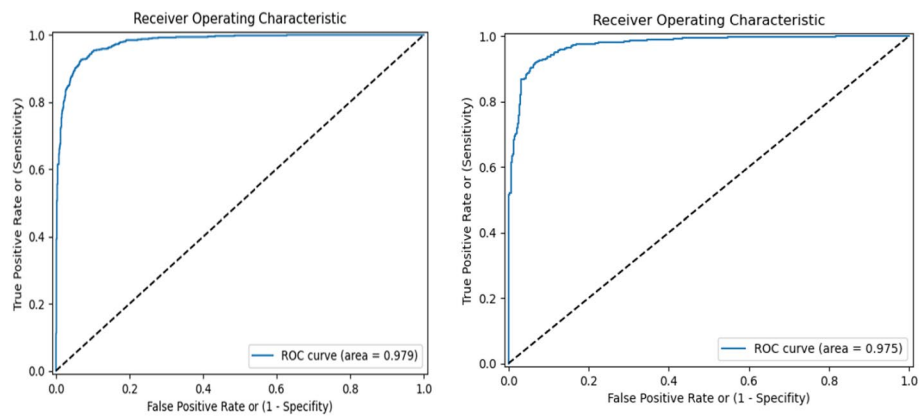 Receiver Operating Characteristic
1.0
0.8
0.6
0.4
0.2
0.0
True Positive Rate or (Sensitivity)
ROC curve (area = 0.979)
0.0 0.2 0.4 0.6 0.8 1.0
False Positive Rate or (1 - Specifity)
Receiver Operating Characteristic
1.0
0.8
0.6
0.4
0.2
0.0
True Positive Rate or (Sensitivity)
ROC curve (area = 0.975)
0.0 0.2 0.4 0.6 0.8 1.0
False Positive Rate or (1 - Specifity)